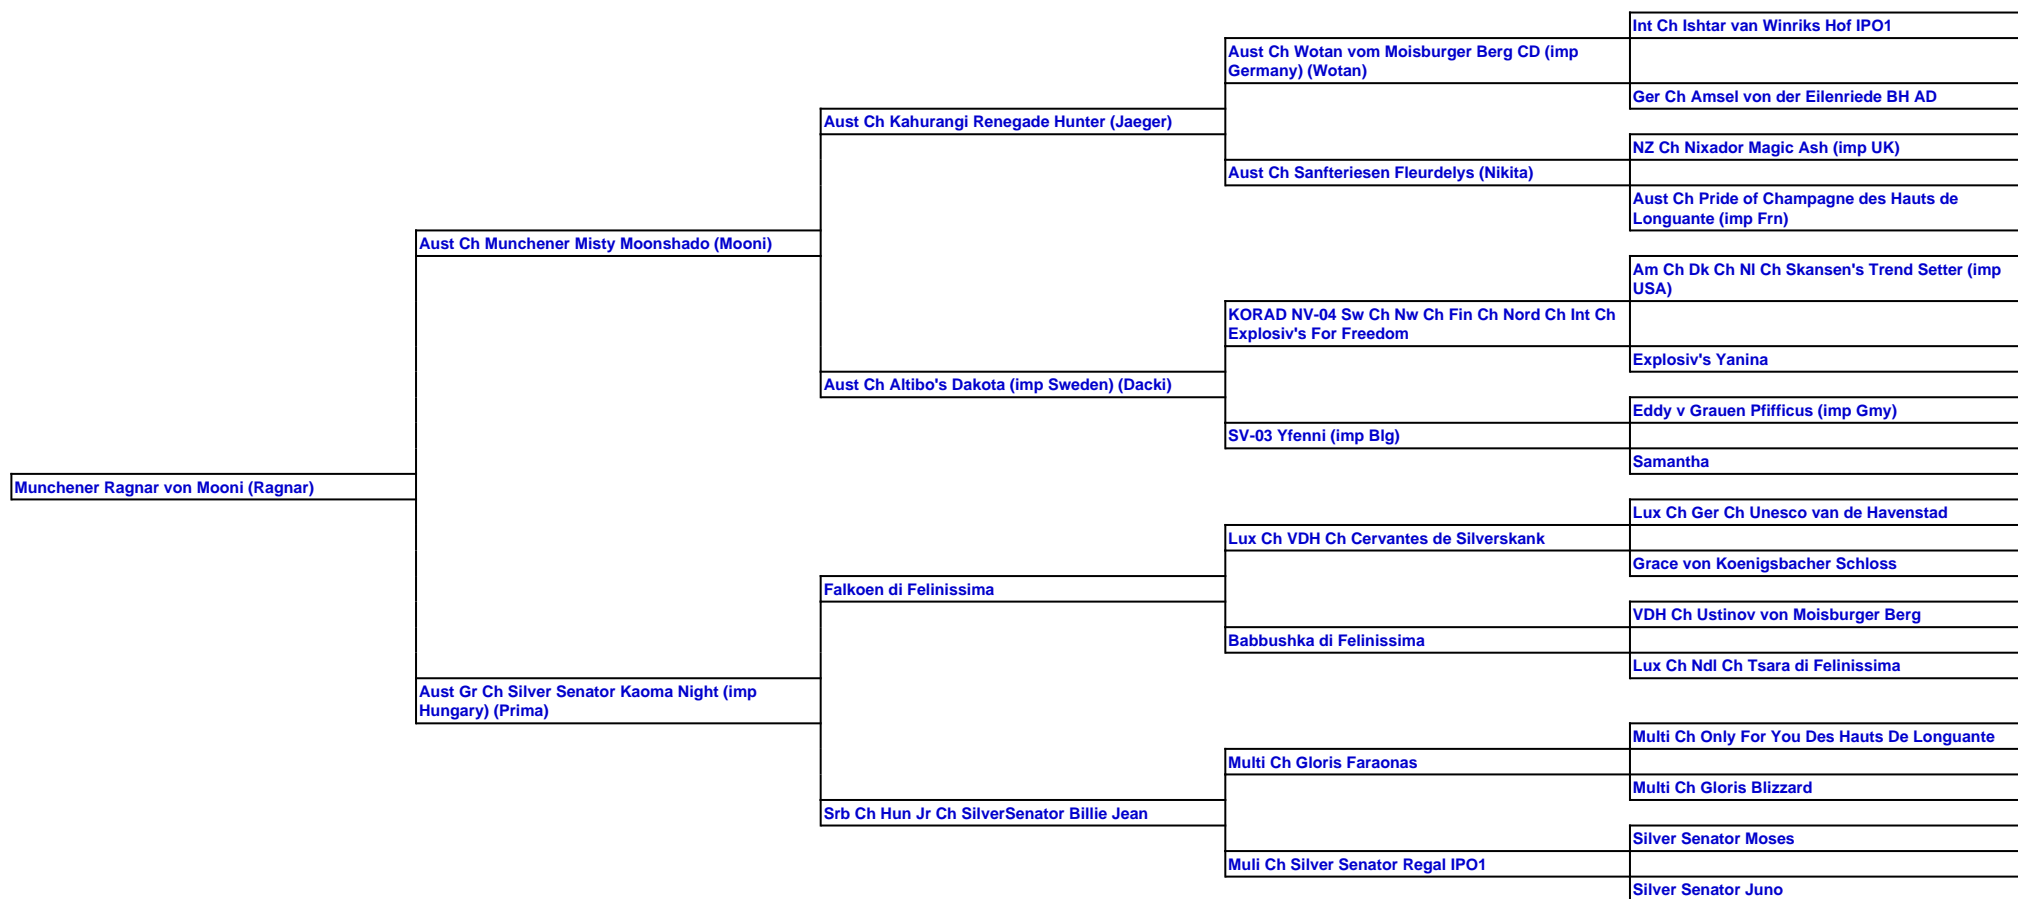 Int Ch Ishtar van Winriks Hof IPO1
Aust Ch Wotan vom Moisburger Berg CD (imp
Germany) (Wotan)
Ger Ch Amsel von der Eilenriede BH AD
Aust Ch Kahurangi Renegade Hunter (Jaeger)
NZ Ch Nixador Magic Ash (imp UK)
Aust Ch Sanfteriesen Fleurdelys (Nikita)
Aust Ch Pride of Champagne des Hauts de
Longuante (imp Frn)
Aust Ch Munchener Misty Moonshado (Mooni)
Am Ch Dk Ch Nl Ch Skansen's Trend Setter (imp
USA)
KORAD NV-04 Sw Ch Nw Ch Fin Ch Nord Ch Int Ch
Explosiv's For Freedom
Explosiv's Yanina
Aust Ch Altibo's Dakota (imp Sweden) (Dacki)
Eddy v Grauen Pfifficus (imp Gmy)
SV-03 Yfenni (imp Blg)
Samantha
Munchener Ragnar von Mooni (Ragnar)
Lux Ch Ger Ch Unesco van de Havenstad
Lux Ch VDH Ch Cervantes de Silverskank
Grace von Koenigsbacher Schloss
Falkoen di Felinissima
VDH Ch Ustinov von Moisburger Berg
Babbushka di Felinissima
Lux Ch Ndl Ch Tsara di Felinissima
Aust Gr Ch Silver Senator Kaoma Night (imp
Hungary) (Prima)
Multi Ch Only For You Des Hauts De Longuante
Multi Ch Gloris Faraonas
Multi Ch Gloris Blizzard
Srb Ch Hun Jr Ch SilverSenator Billie Jean
Silver Senator Moses
Muli Ch Silver Senator Regal IPO1
Silver Senator Juno